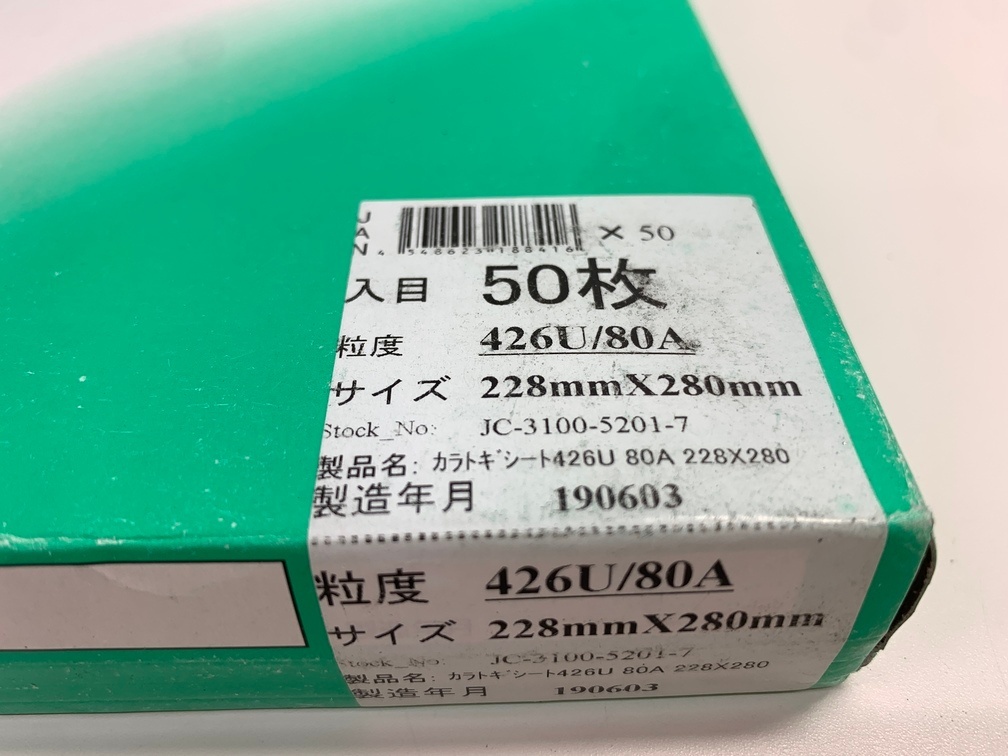 JAN
4 548623 188416
× 50
入目 50枚
粒度 426U/80A
サイズ 228mmX280mm
Stock_No: JC-3100-5201-7
製品名: カラトギシート426U 80A 228X280
製造年月 190603
粒度 426U/80A
サイズ 228mmX280mm
Stock_No: JC-3100-5201-7
製品名: カラトギシート426U 80A 228X280
製造年月 190603